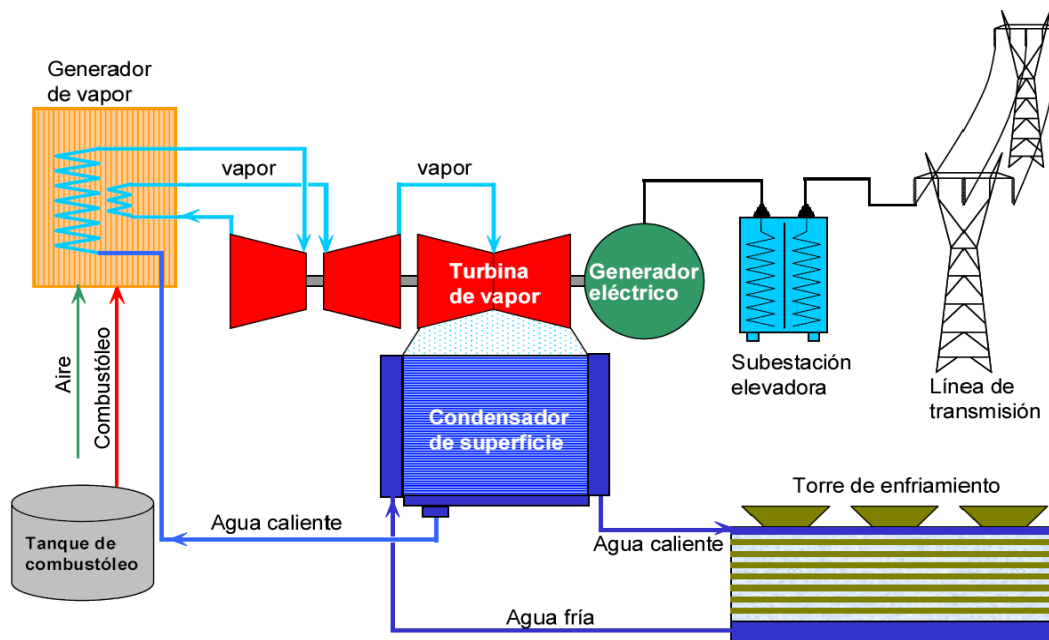 Generador
de vapor
vapor
vapor
Turbina
de vapor
Generador
eléctrico
Subestación
elevadora
Línea de
transmisión
Aire
Combustóleo
Condensador
de superficie
Torre de enfriamiento
Tanque de
combustóleo
Agua caliente
Agua caliente
Agua fría